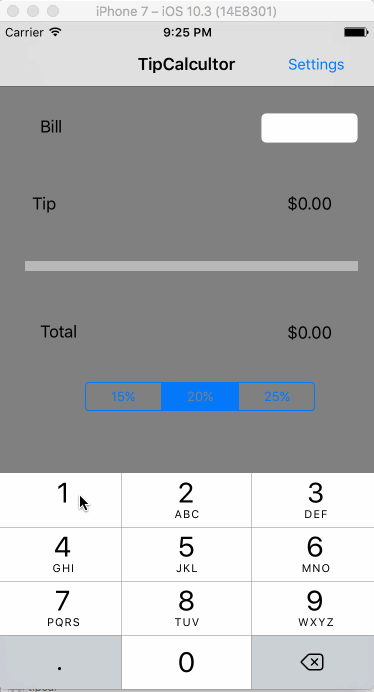 iPhone 7 – iOS 10.3 (14E8301)
Carrier 9:25 PM
TipCalcultor Settings
Bill
Tip $0.00
Total $0.00
15% 20% 25%
1 2 3
ABC DEF
4 5 6
GHI JKL MNO
7 8 9
PQRS TUV WXYZ
. 0